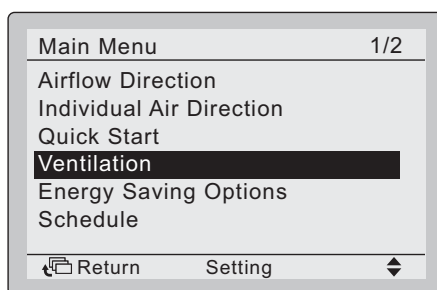 Main Menu 1/2
Airflow Direction
Individual Air Direction
Quick Start
Ventilation
Energy Saving Options
Schedule
Return Setting